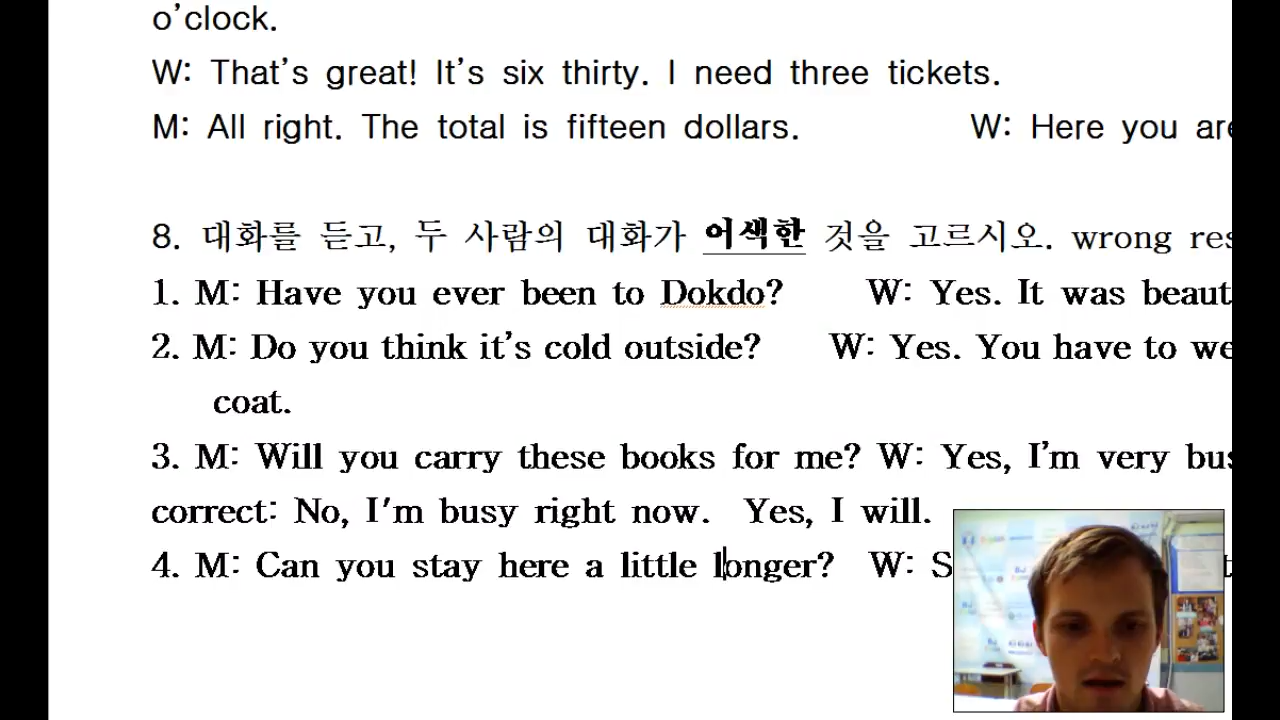 o’clock.
W: That’s great! It’s six thirty. I need three tickets.
M: All right. The total is fifteen dollars. W: Here you are
8. 대화를 듣고, 두 사람의 대화가 어색한 것을 고르시오. wrong res
1. M: Have you ever been to Dokdo? W: Yes. It was beaut
2. M: Do you think it’s cold outside? W: Yes. You have to we
coat.
3. M: Will you carry these books for me? W: Yes, I’m very bus
correct: No, I'm busy right now. Yes, I will.
4. M: Can you stay here a little longer? W: S